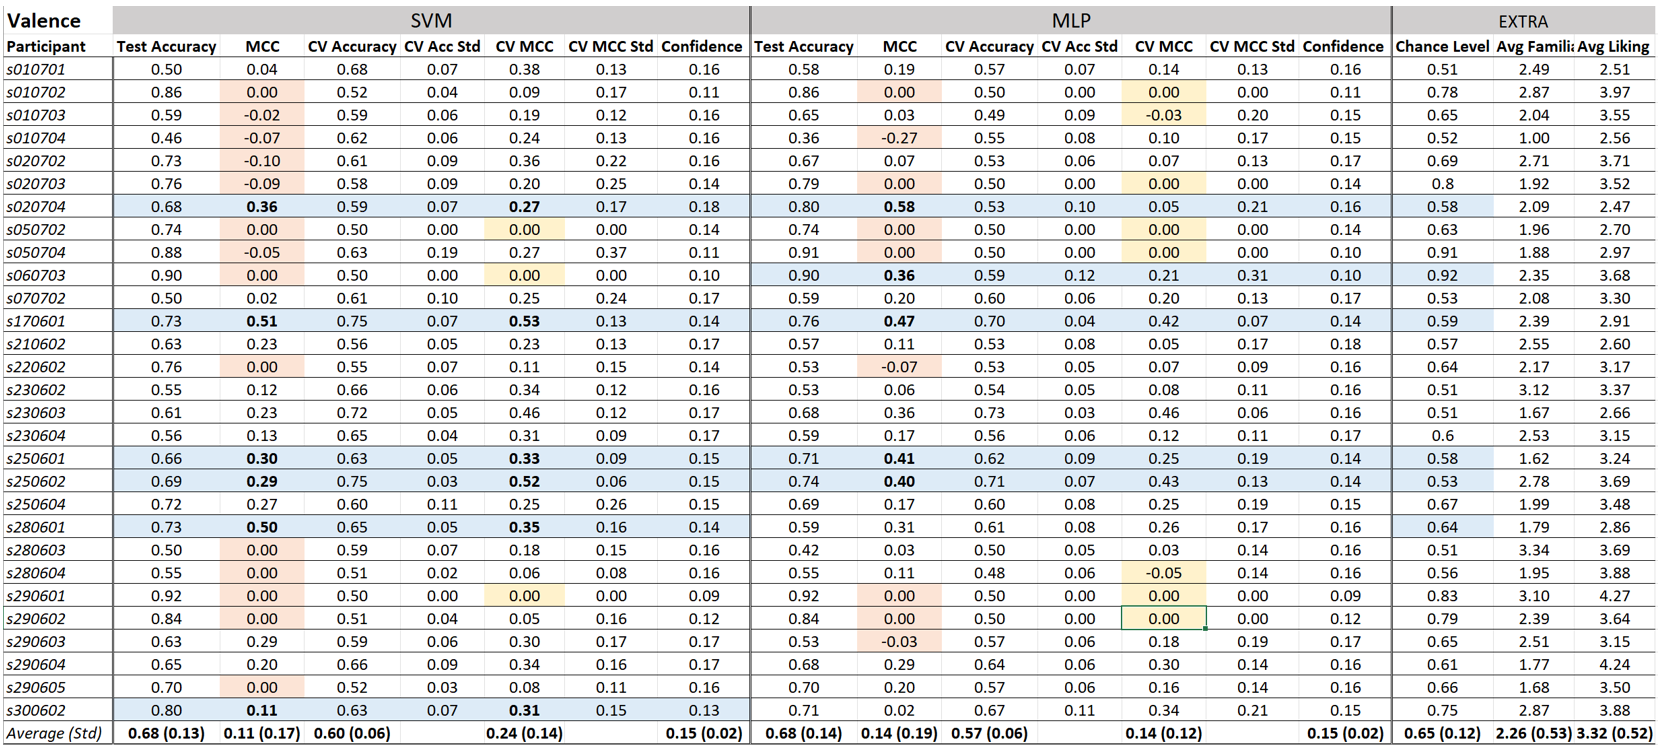 Valence SVM MLP EXTRA
Participant Test Accuracy MCC CV Accuracy CV Acc Std CV MCC CV MCC Std Confidence Test Accuracy MCC CV Accuracy CV Acc Std CV MCC CV MCC Std Confidence Chance Level Avg Famili Avg Liking
s010701 0.50 0.04 0.68 0.07 0.38 0.13 0.16 0.58 0.19 0.57 0.07 0.14 0.13 0.16 0.51 2.49 2.51
s010702 0.86 0.00 0.52 0.04 0.09 0.17 0.11 0.86 0.00 0.50 0.00 0.00 0.00 0.11 0.78 2.87 3.97
s010703 0.59 -0.02 0.59 0.06 0.19 0.12 0.16 0.65 0.03 0.49 0.09 -0.03 0.20 0.15 0.65 2.04 3.55
s010704 0.46 -0.07 0.62 0.06 0.24 0.13 0.16 0.36 -0.27 0.55 0.08 0.10 0.17 0.15 0.52 1.00 2.56
s020702 0.73 -0.10 0.61 0.09 0.36 0.22 0.16 0.67 0.07 0.53 0.06 0.07 0.13 0.17 0.69 2.71 3.71
s020703 0.76 -0.09 0.58 0.09 0.20 0.25 0.14 0.79 0.00 0.50 0.00 0.00 0.00 0.14 0.8 1.92 3.52
s020704 0.68 0.36 0.59 0.07 0.27 0.17 0.18 0.80 0.58 0.53 0.10 0.05 0.21 0.16 0.58 2.09 2.47
s050702 0.74 0.00 0.50 0.00 0.00 0.00 0.14 0.74 0.00 0.50 0.00 0.00 0.00 0.14 0.63 1.96 2.70
s050704 0.88 -0.05 0.63 0.19 0.27 0.37 0.11 0.91 0.00 0.50 0.00 0.00 0.00 0.10 0.91 1.88 2.97
s060703 0.90 0.00 0.50 0.00 0.00 0.00 0.10 0.90 0.36 0.59 0.12 0.21 0.31 0.10 0.92 2.35 3.68
s070702 0.50 0.02 0.61 0.10 0.25 0.24 0.17 0.59 0.20 0.60 0.06 0.20 0.13 0.17 0.53 2.08 3.30
s170601 0.73 0.51 0.75 0.07 0.53 0.13 0.14 0.76 0.47 0.70 0.04 0.42 0.07 0.14 0.59 2.39 2.91
s210602 0.63 0.23 0.56 0.05 0.23 0.13 0.17 0.57 0.11 0.53 0.08 0.05 0.17 0.18 0.57 2.55 2.60
s220602 0.76 0.00 0.55 0.07 0.11 0.15 0.14 0.53 -0.07 0.53 0.05 0.07 0.09 0.16 0.64 2.17 3.17
s230602 0.55 0.12 0.66 0.06 0.34 0.12 0.16 0.53 0.06 0.54 0.05 0.08 0.11 0.16 0.51 3.12 3.37
s230603 0.61 0.23 0.72 0.05 0.46 0.12 0.17 0.68 0.36 0.73 0.03 0.46 0.06 0.16 0.51 1.67 2.66
s230604 0.56 0.13 0.65 0.04 0.31 0.09 0.17 0.59 0.17 0.56 0.06 0.12 0.11 0.17 0.6 2.53 3.15
s250601 0.66 0.30 0.63 0.05 0.33 0.09 0.15 0.71 0.41 0.62 0.09 0.25 0.19 0.14 0.58 1.62 3.24
s250602 0.69 0.29 0.75 0.03 0.52 0.06 0.15 0.74 0.40 0.71 0.07 0.43 0.13 0.14 0.53 2.78 3.69
s250604 0.72 0.27 0.60 0.11 0.25 0.26 0.15 0.69 0.17 0.60 0.08 0.25 0.19 0.15 0.67 1.99 3.48
s280601 0.73 0.50 0.65 0.05 0.35 0.16 0.14 0.59 0.31 0.61 0.08 0.26 0.17 0.16 0.64 1.79 2.86
s280603 0.50 0.00 0.59 0.07 0.18 0.15 0.16 0.42 0.03 0.50 0.05 0.03 0.14 0.16 0.51 3.34 3.69
s280604 0.55 0.00 0.51 0.02 0.06 0.08 0.16 0.55 0.11 0.48 0.06 -0.05 0.14 0.16 0.56 1.95 3.88
s290601 0.92 0.00 0.50 0.00 0.00 0.00 0.09 0.92 0.00 0.50 0.00 0.00 0.00 0.09 0.83 3.10 4.27
s290602 0.84 0.00 0.51 0.04 0.05 0.16 0.12 0.84 0.00 0.50 0.00 0.00 0.00 0.12 0.79 2.39 3.64
s290603 0.63 0.29 0.59 0.06 0.30 0.17 0.17 0.53 -0.03 0.57 0.06 0.18 0.19 0.17 0.65 2.51 3.15
s290604 0.65 0.20 0.66 0.09 0.34 0.16 0.17 0.68 0.29 0.64 0.06 0.30 0.14 0.16 0.61 1.77 4.24
s290605 0.70 0.00 0.52 0.03 0.08 0.11 0.16 0.70 0.20 0.57 0.06 0.16 0.14 0.16 0.66 1.68 3.50
s300602 0.80 0.11 0.63 0.07 0.31 0.15 0.13 0.71 0.02 0.67 0.11 0.34 0.21 0.15 0.75 2.87 3.88
Average (Std) 0.68 (0.13) 0.11 (0.17) 0.60 (0.06) 0.24 (0.14) 0.15 (0.02) 0.68 (0.14) 0.14 (0.19) 0.57 (0.06) 0.14 (0.12) 0.15 (0.02) 0.65 (0.12) 2.26 (0.53) 3.32 (0.52)